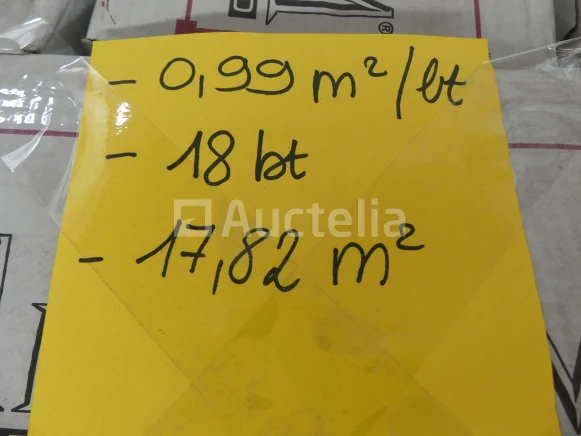 ®
- 0,99 m²/bt
- 18 bt
Auctelia
- 17,82 m²